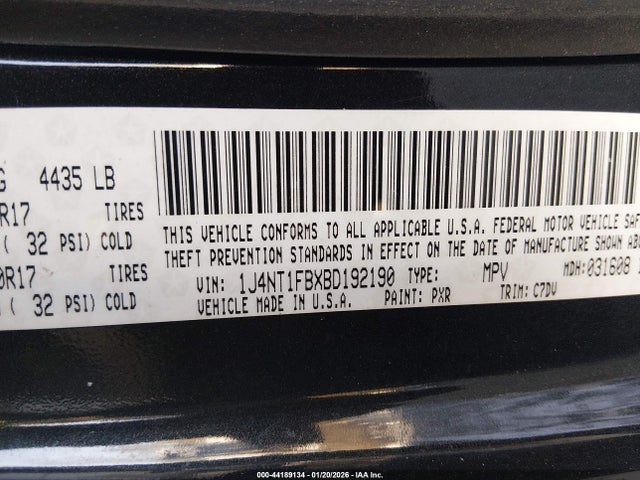 G 4435 LB
R17 TIRES
( 32 PSI) COLD
0R17 TIRES
( 32 PSI) COLD
THIS VEHICLE CONFORMS TO ALL APPLICABLE U.S.A. FEDERAL MOTOR VEHICLE SAFE
THEFT PREVENTION STANDARDS IN EFFECT ON THE DATE OF MANUFACTURE SHOWN A
VIN: 1J4NT1FBXBD192190 TYPE: MPV MDH:031608
VEHICLE MADE IN U.S.A. PAINT: PXR TRIM: C7DV
000-44189134 - 01/20/2026 - IAA, Inc.